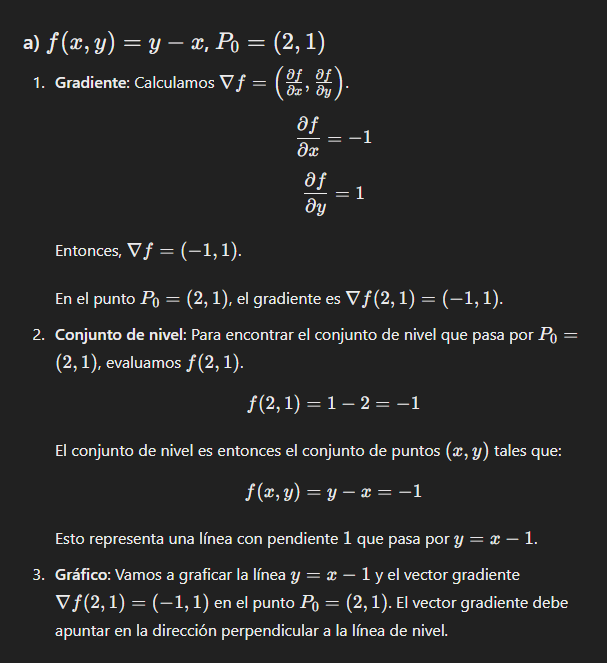 a) f(x, y) = y − x, P₀ = (2, 1)
1. Gradiente: Calculamos ∇f = (∂f/∂x, ∂f/∂y).
∂f/∂x = −1
∂f/∂y = 1
Entonces, ∇f = (−1, 1).
En el punto P₀ = (2, 1), el gradiente es ∇f(2, 1) = (−1, 1).
2. Conjunto de nivel: Para encontrar el conjunto de nivel que pasa por P₀ =
(2, 1), evaluamos f(2, 1).
f(2, 1) = 1 − 2 = −1
El conjunto de nivel es entonces el conjunto de puntos (x, y) tales que:
f(x, y) = y − x = −1
Esto representa una línea con pendiente 1 que pasa por y = x − 1.
3. Gráfico: Vamos a graficar la línea y = x − 1 y el vector gradiente
∇f(2, 1) = (−1, 1) en el punto P₀ = (2, 1). El vector gradiente debe
apuntar en la dirección perpendicular a la línea de nivel.